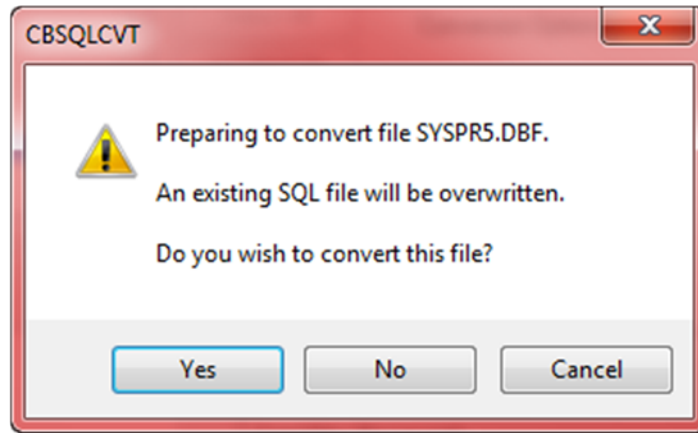 CBSQLCVT
Preparing to convert file SYSPR5.DBF.
An existing SQL file will be overwritten.
Do you wish to convert this file?
Yes No Cancel